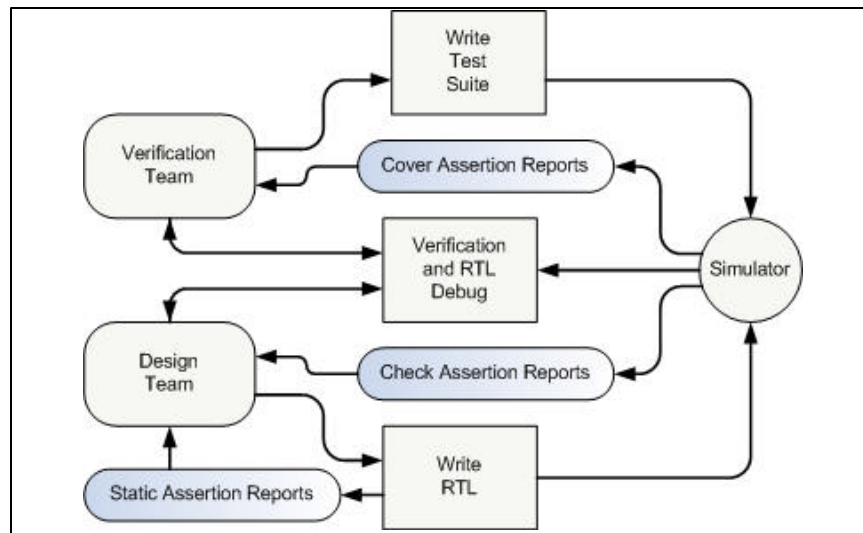 Write
Test
Suite
Verification
Team
Cover Assertion Reports
Verification
and RTL
Debug
Simulator
Design
Team
Check Assertion Reports
Write
RTL
Static Assertion Reports